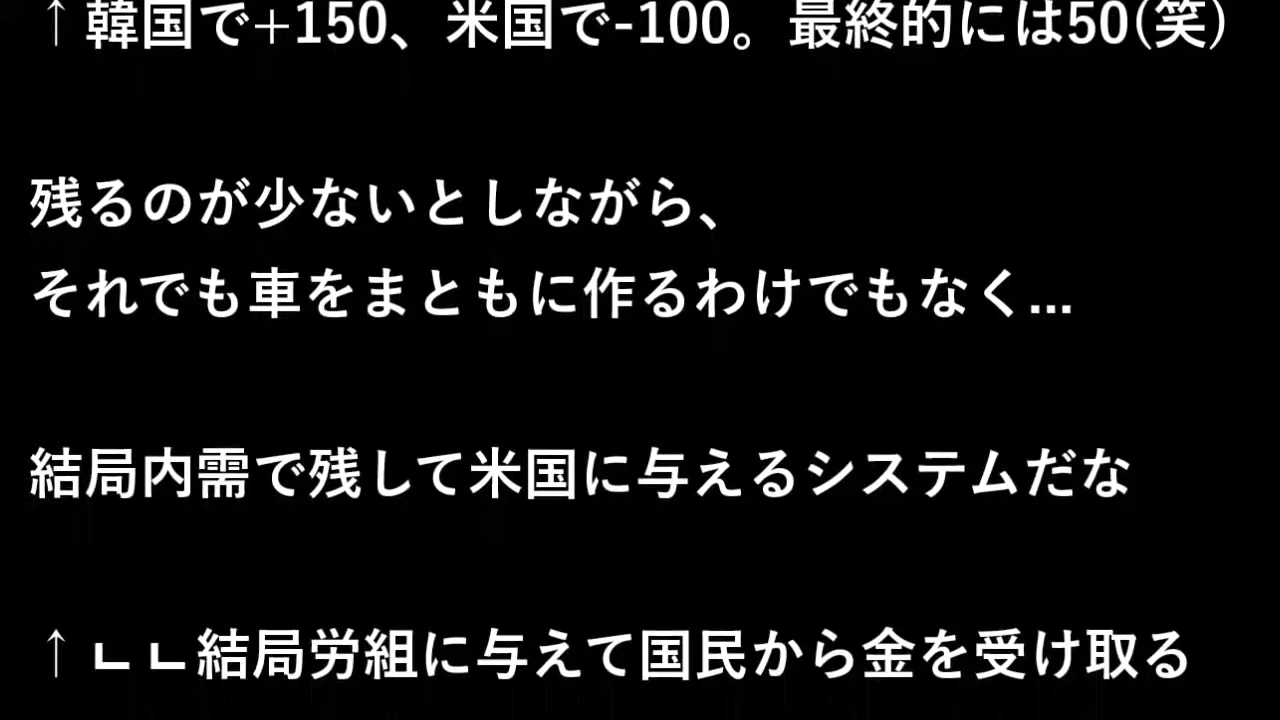 ↑韓国で+150、米国で-100。最終的には50(笑)
残るのが少ないとしながら、
それでも車をまともに作るわけでもなく...
結局内需で残して米国に与えるシステムだな
↑ㄴㄴ結局労組に与えて国民から金を受け取る